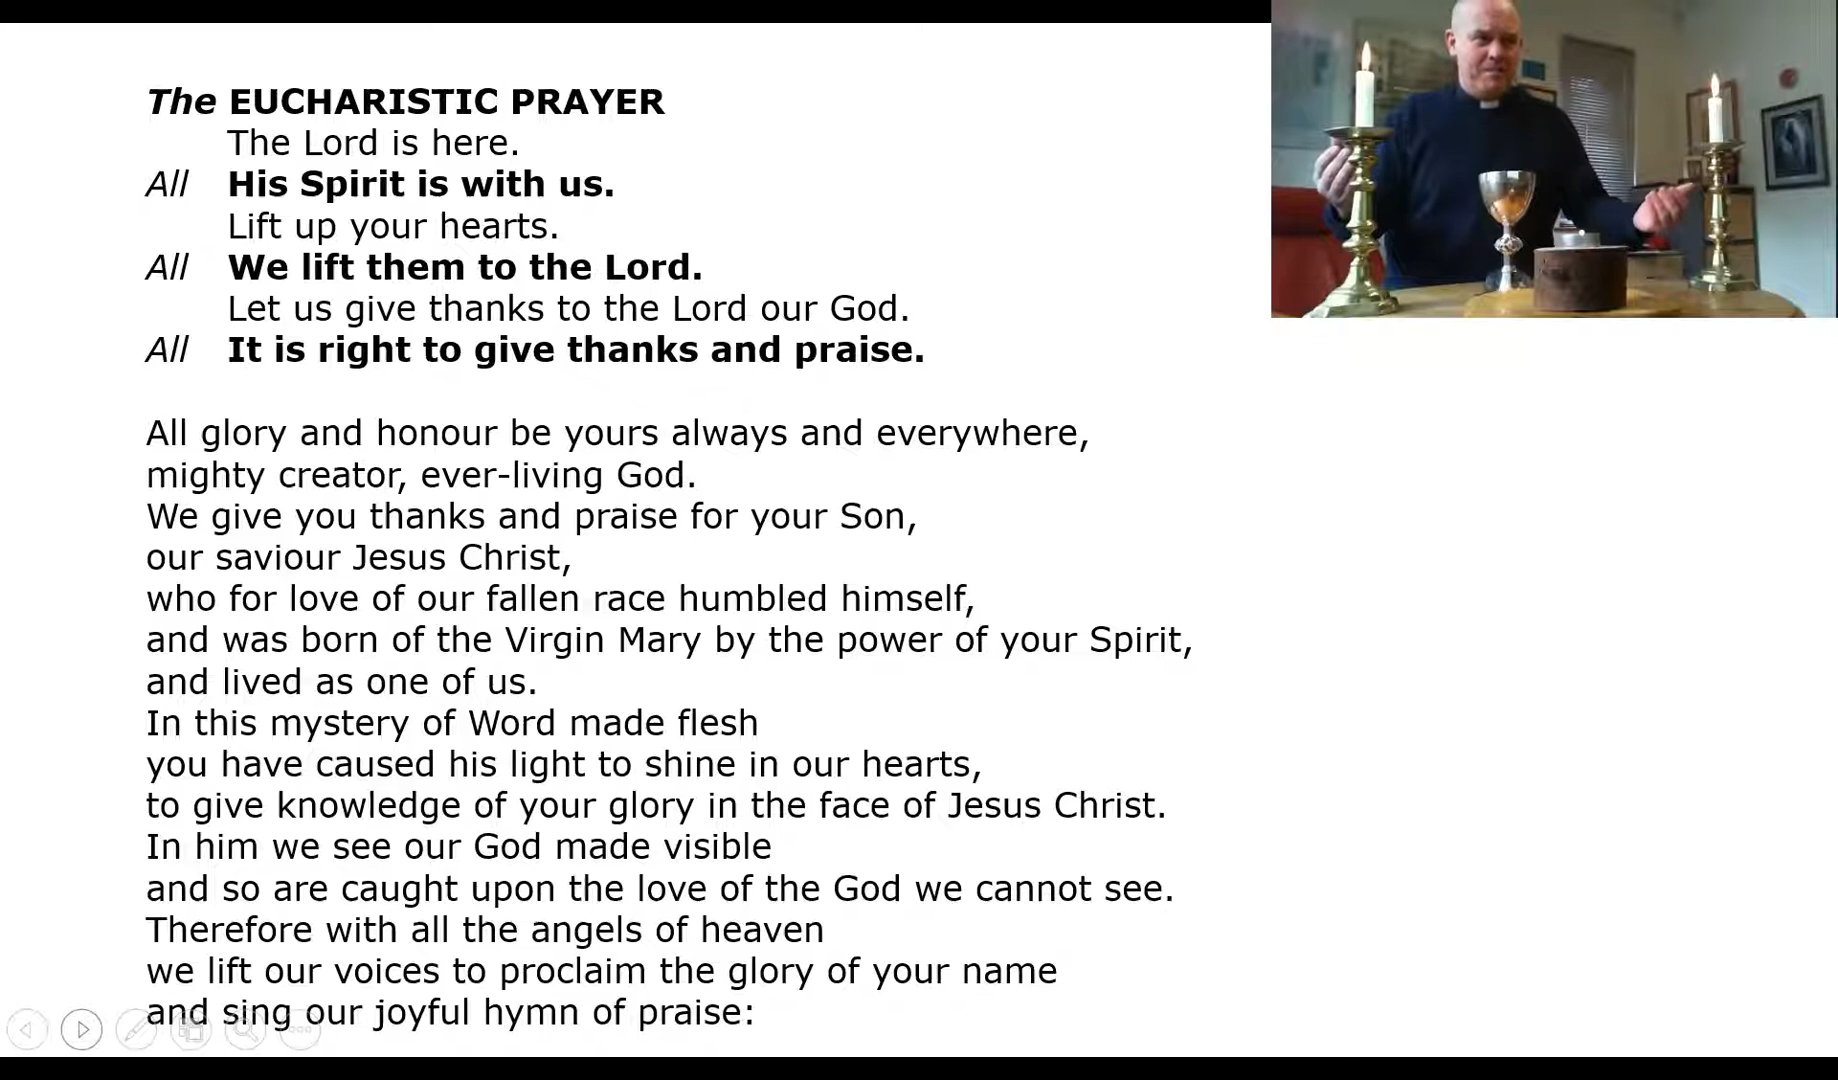 The EUCHARISTIC PRAYER
The Lord is here.
All His Spirit is with us.
Lift up your hearts.
All We lift them to the Lord.
Let us give thanks to the Lord our God.
All It is right to give thanks and praise.
All glory and honour be yours always and everywhere,
mighty creator, ever-living God.
We give you thanks and praise for your Son,
our saviour Jesus Christ,
who for love of our fallen race humbled himself,
and was born of the Virgin Mary by the power of your Spirit,
and lived as one of us.
In this mystery of Word made flesh
you have caused his light to shine in our hearts,
to give knowledge of your glory in the face of Jesus Christ.
In him we see our God made visible
and so are caught upon the love of the God we cannot see.
Therefore with all the angels of heaven
we lift our voices to proclaim the glory of your name
and sing our joyful hymn of praise: